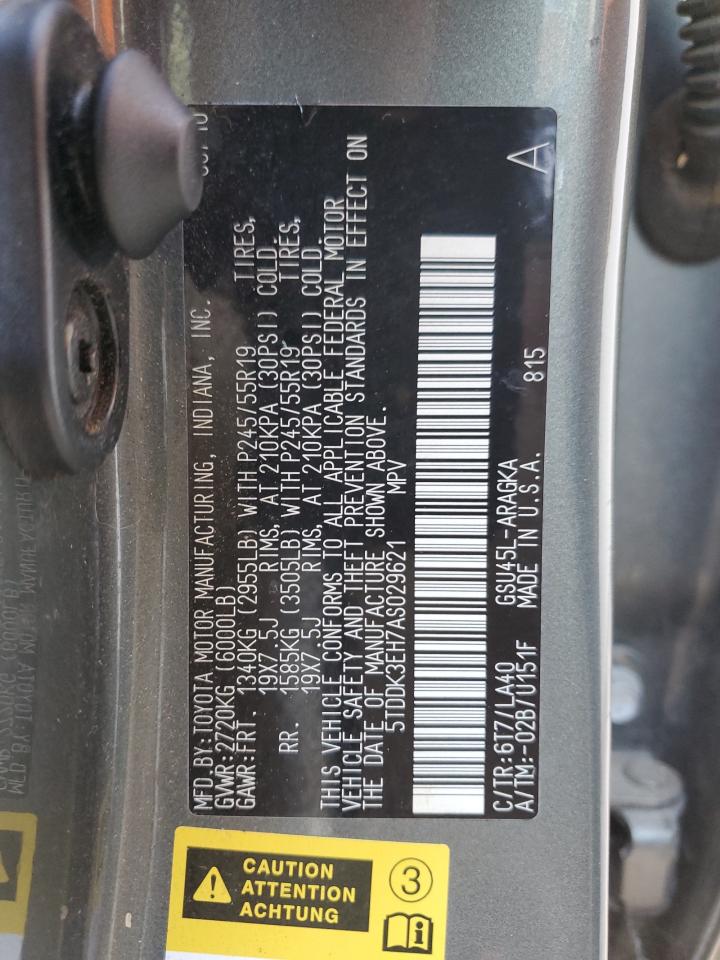 MFD.BY:TOYOTA MOTOR MANUFACTURING, INDIANA, INC.
GVWR:2720KG (6000LB)
GAWR:FRT. 1340KG (2955LB) WITH P245/55R19 TIRES,
19X7.5J RIMS, AT 210KPA (30PSI) COLD.
RR. 1585KG (3505LB) WITH P245/55R19 TIRES,
19X7.5J RIMS, AT 210KPA (30PSI) COLD.
THIS VEHICLE CONFORMS TO ALL APPLICABLE FEDERAL MOTOR
VEHICLE SAFETY AND THEFT PREVENTION STANDARDS IN EFFECT ON
THE DATE OF MANUFACTURE SHOWN ABOVE.
5TDDK3EH7AS029621 MPV
C/TR:6T7/LA40 GSU45L-ARAGKA 815
A/TM:-02B/U151F MADE IN U.S.A.
A
CAUTION
ATTENTION
ACHTUNG
3